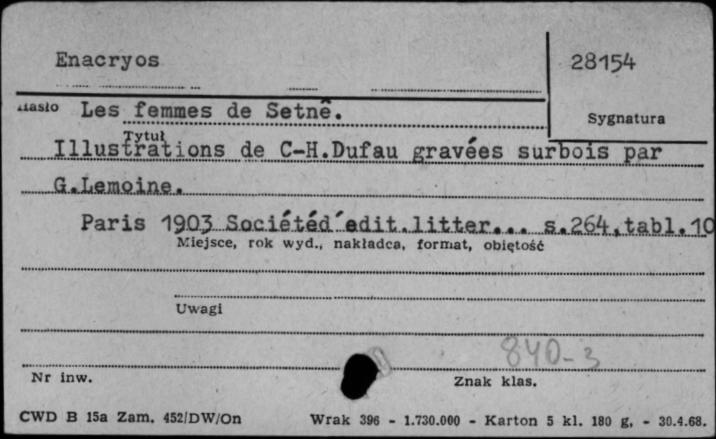 Enacryos
28154
Hasło Les femmes de Setnê.
Sygnatura
Tytuł
Illustrations de C-H.Dufau gravées surbois par
G.Lemoine.
Paris 1903 Sociétéd´edit.litter... s.264,tabl.10
Miejsce, rok wyd., nakładca, format, objętość
Uwagi
840-3
Nr inw.
Znak klas.
CWD B 15a Zam. 452/DW/On Wrak 396 - 1.730.000 - Karton 5 kl. 180 g, - 30.4.68.